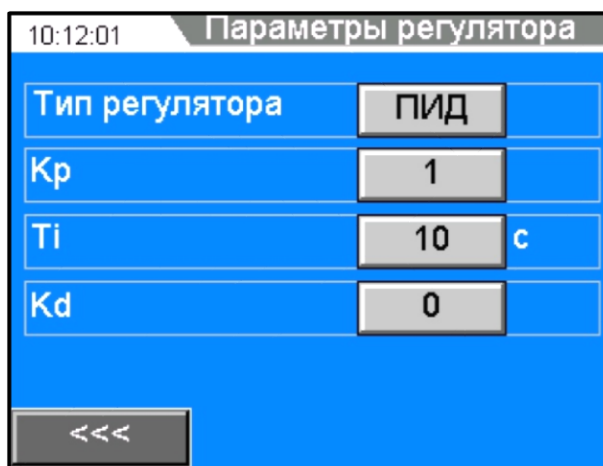 10:12:01 Параметры регулятора
Тип регулятора ПИД
Kp 1
Ti 10 с
Kd 0
<<<